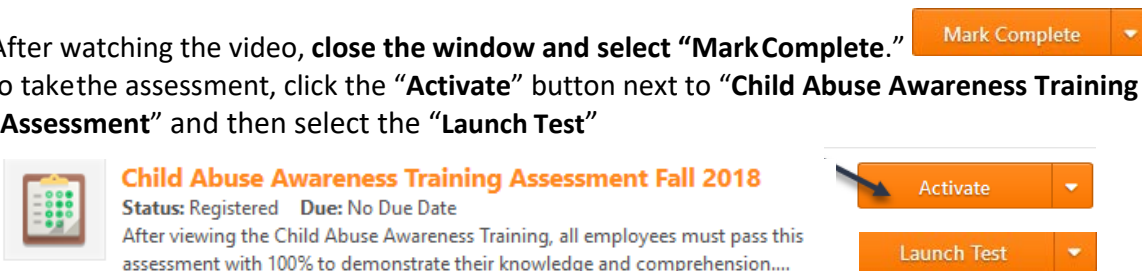 After watching the video, close the window and select “Mark Complete.” Mark Complete
o take the assessment, click the “Activate” button next to “Child Abuse Awareness Training
Assessment” and then select the “Launch Test”
Child Abuse Awareness Training Assessment Fall 2018
Activate
Status: Registered Due: No Due Date
After viewing the Child Abuse Awareness Training, all employees must pass this
assessment with 100% to demonstrate their knowledge and comprehension....
Launch Test